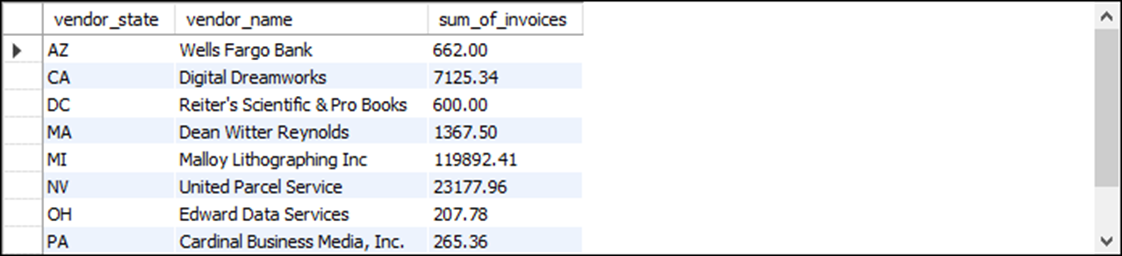 vendor_state vendor_name sum_of_invoices
AZ Wells Fargo Bank 662.00
CA Digital Dreamworks 7125.34
DC Reiter's Scientific & Pro Books 600.00
MA Dean Witter Reynolds 1367.50
MI Malloy Lithographing Inc 119892.41
NV United Parcel Service 23177.96
OH Edward Data Services 207.78
PA Cardinal Business Media, Inc. 265.36